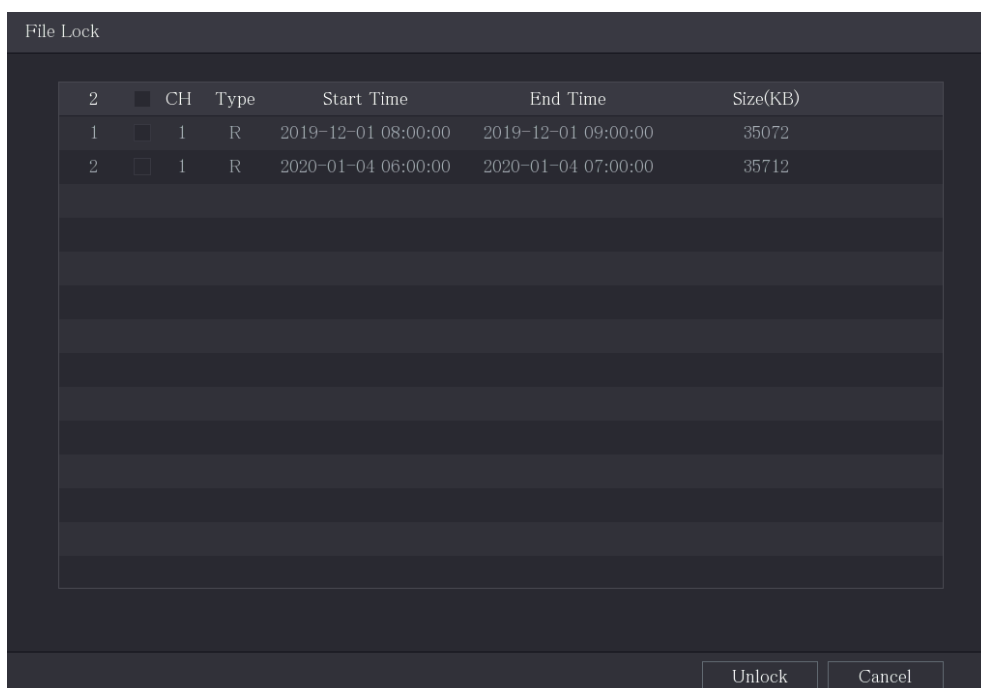 File Lock
2 CH Type Start Time End Time Size(KB)
1 1 R 2019-12-01 08:00:00 2019-12-01 09:00:00 35072
2 1 R 2020-01-04 06:00:00 2020-01-04 07:00:00 35712
Unlock Cancel